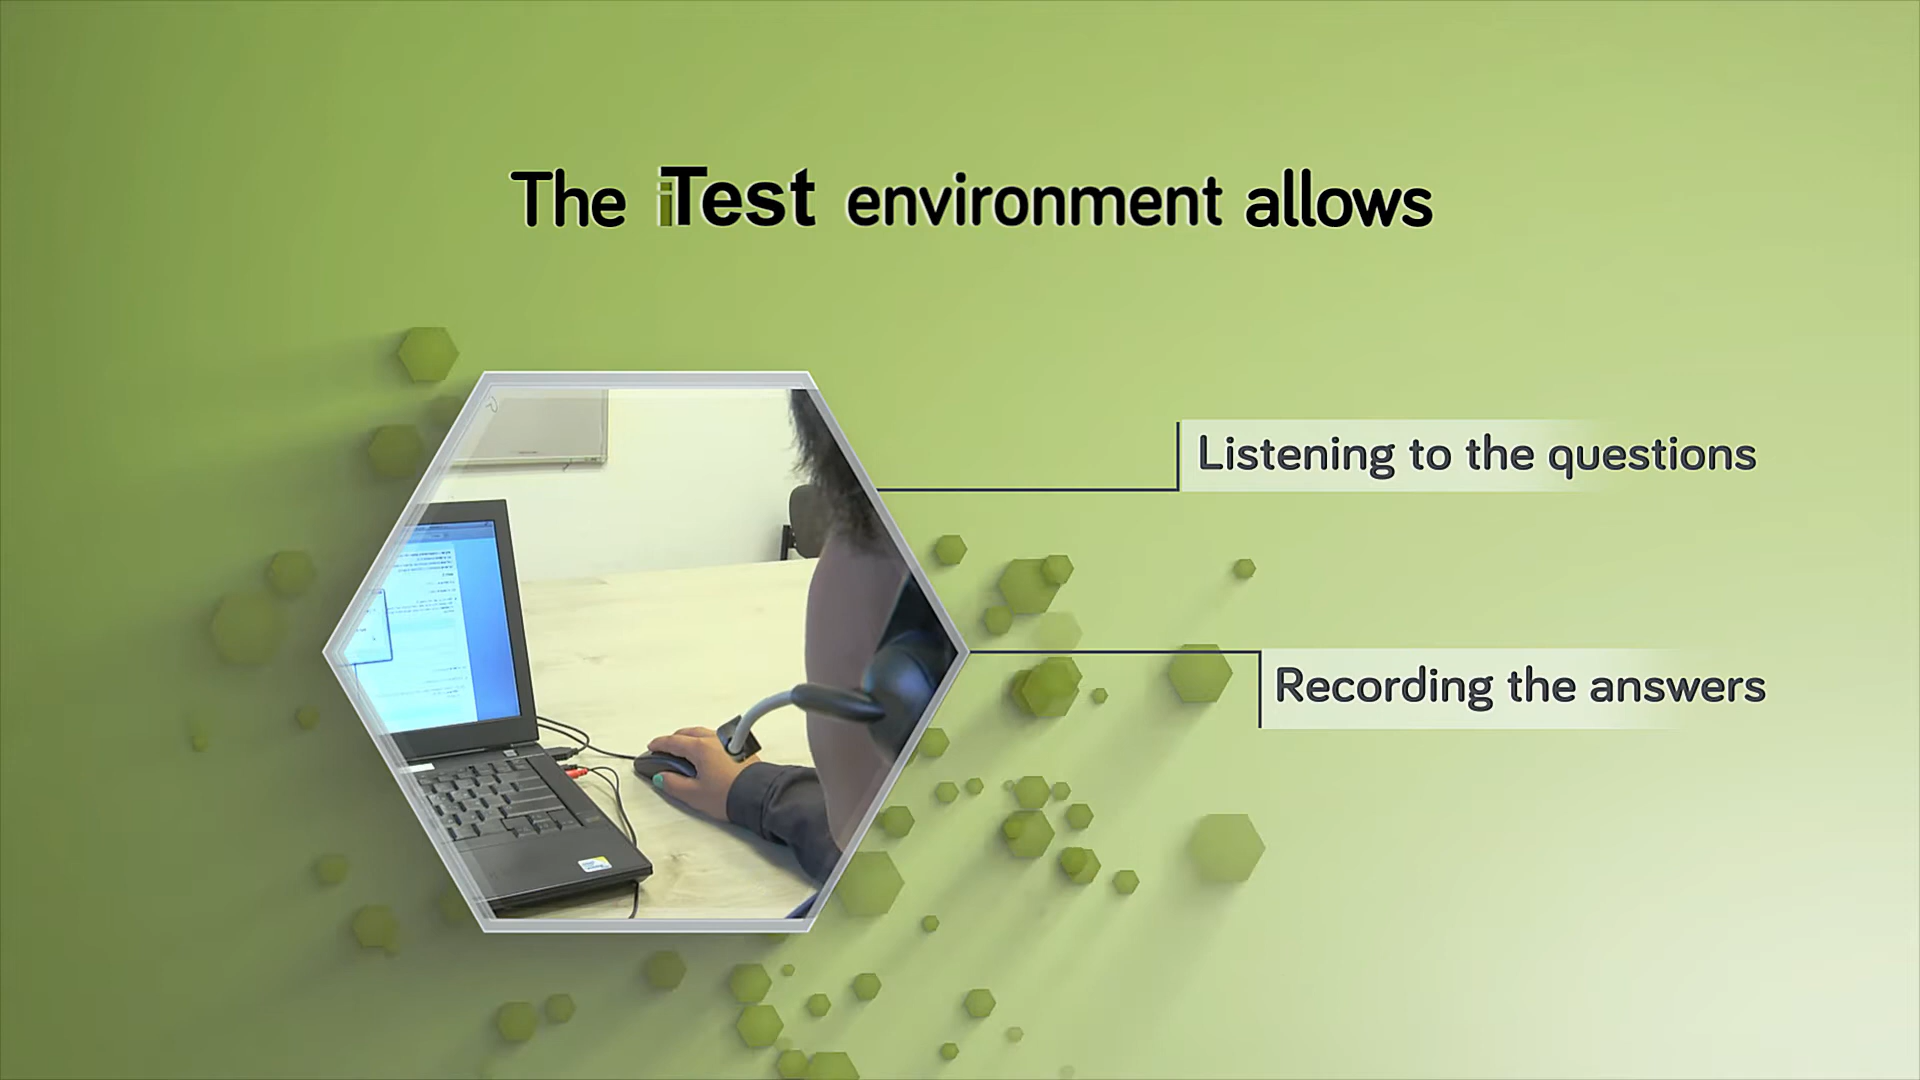 The iTest environment allows
Listening to the questions
Recording the answers